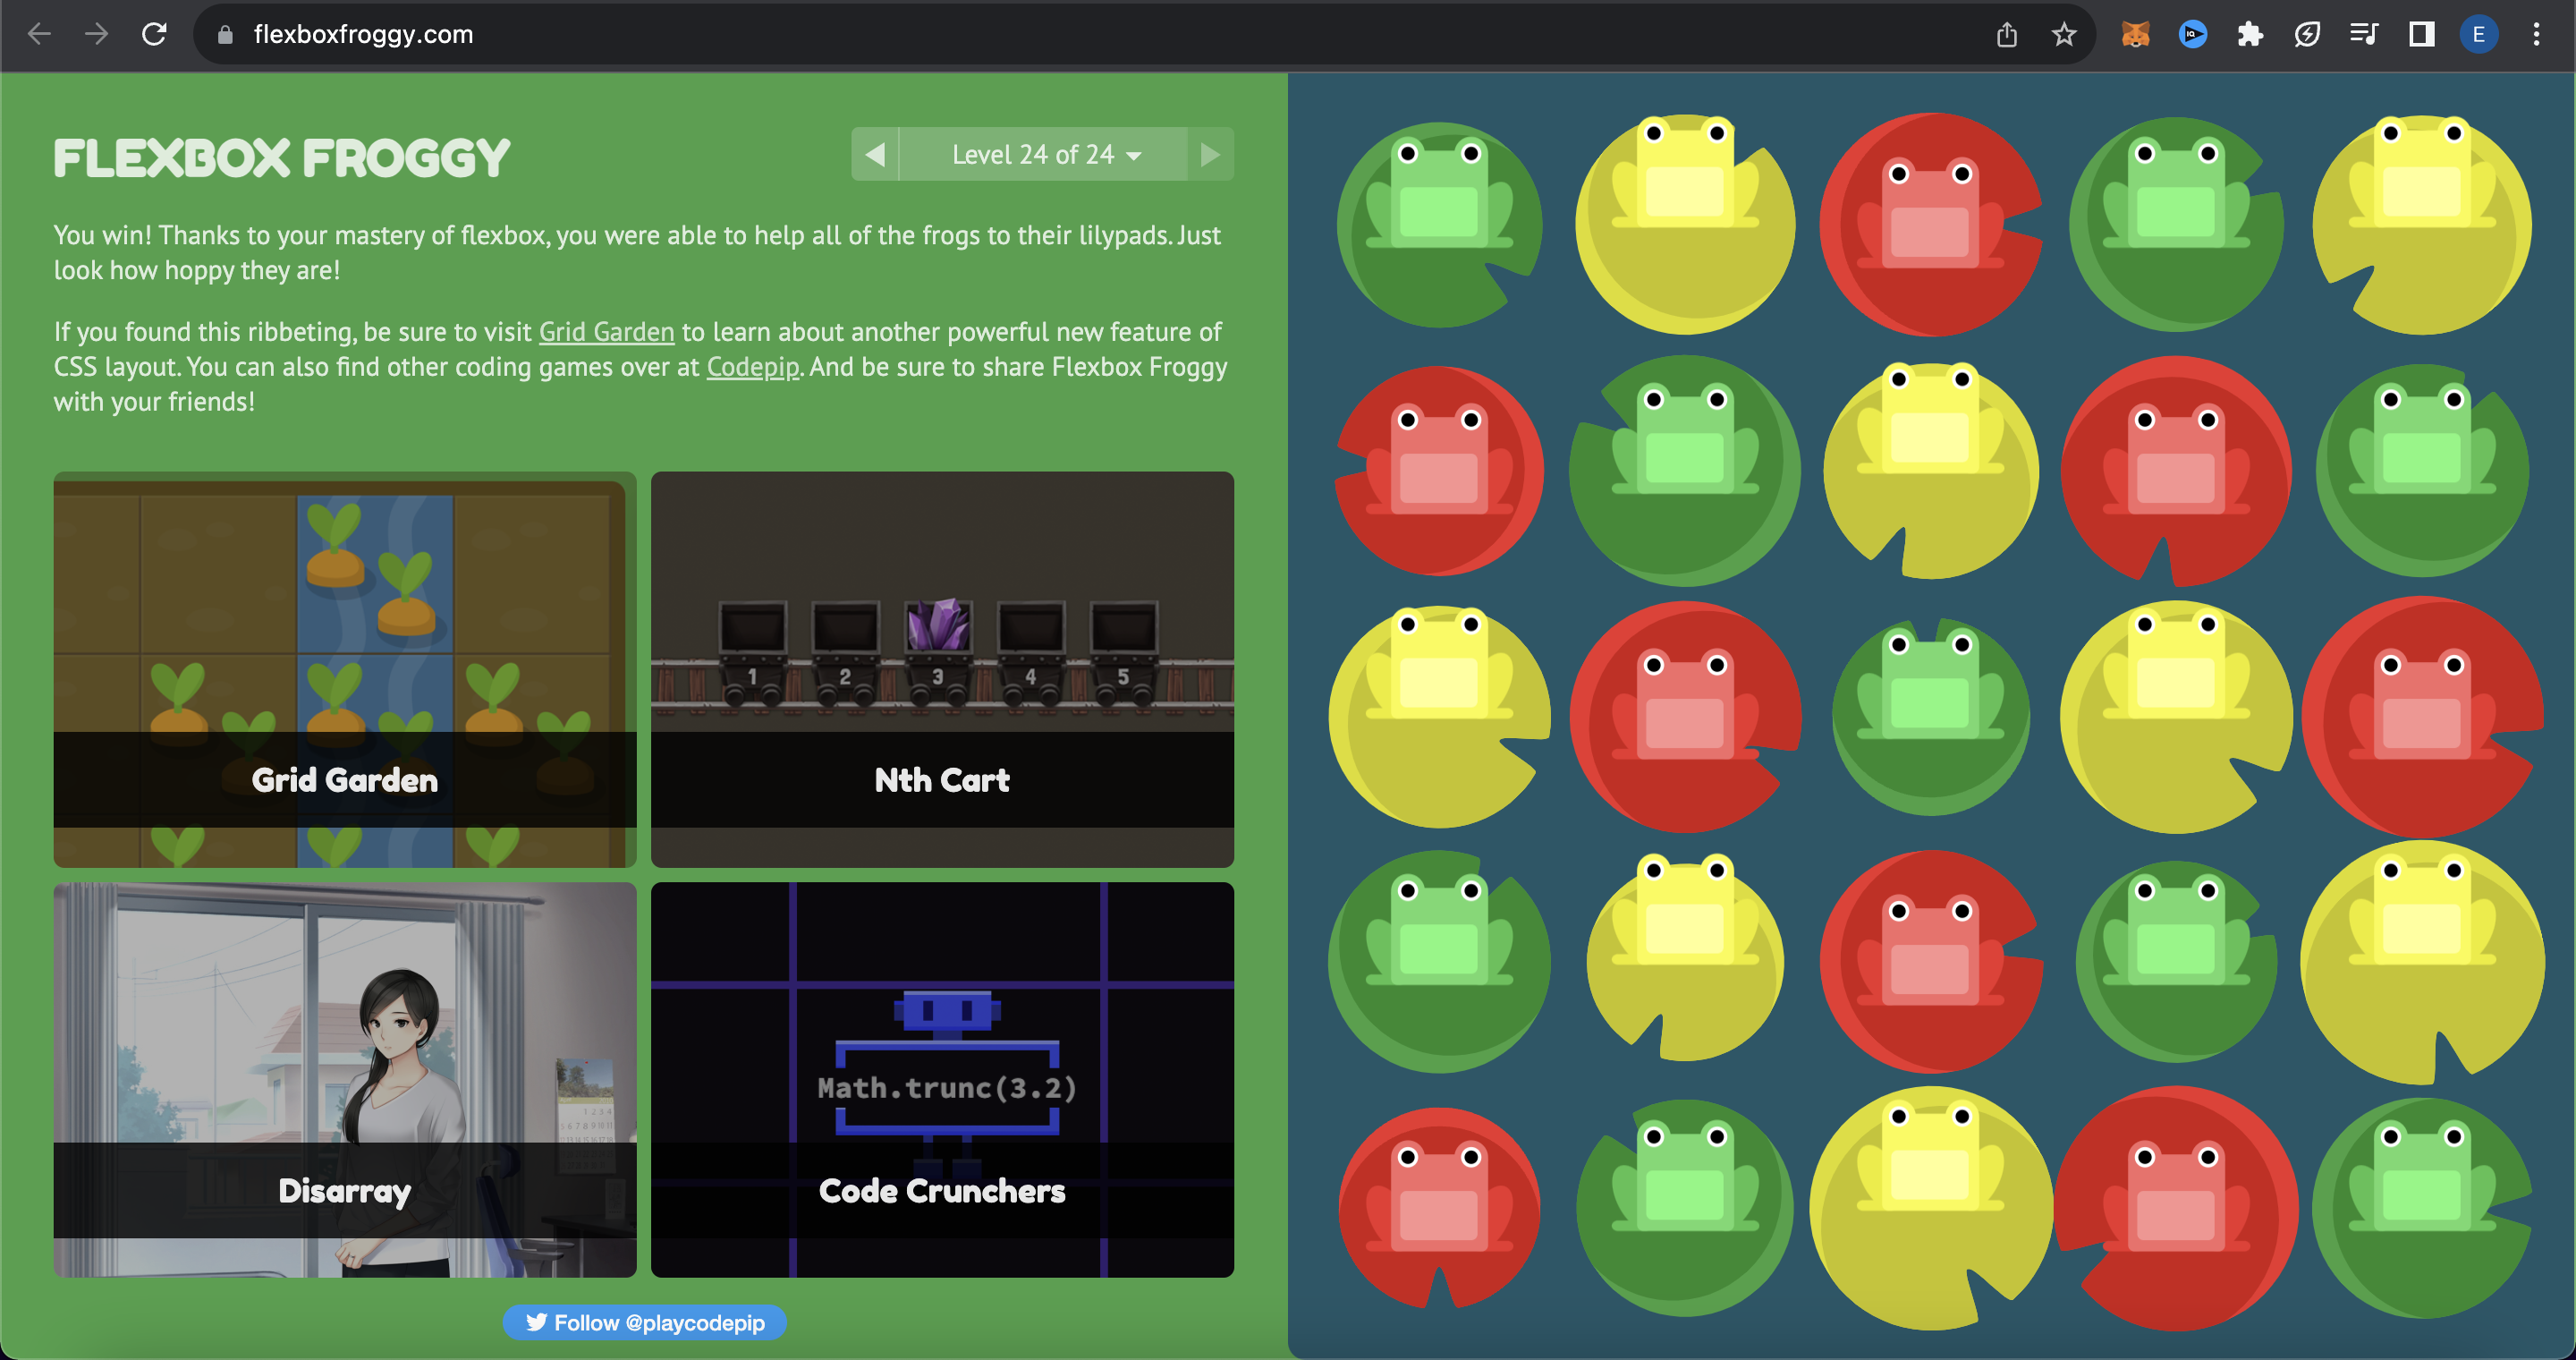 flexboxfroggy.com
E
FLEXBOX FROGGY
Level 24 of 24
You win! Thanks to your mastery of flexbox, you were able to help all of the frogs to their lilypads. Just
look how hoppy they are!
If you found this ribbeting, be sure to visit Grid Garden to learn about another powerful new feature of
CSS layout. You can also find other coding games over at Codepip. And be sure to share Flexbox Froggy
with your friends!
1 2 3 4 5
Grid Garden
Nth Cart
Math.trunc(3.2)
Disarray
Code Crunchers
Follow @playcodepip